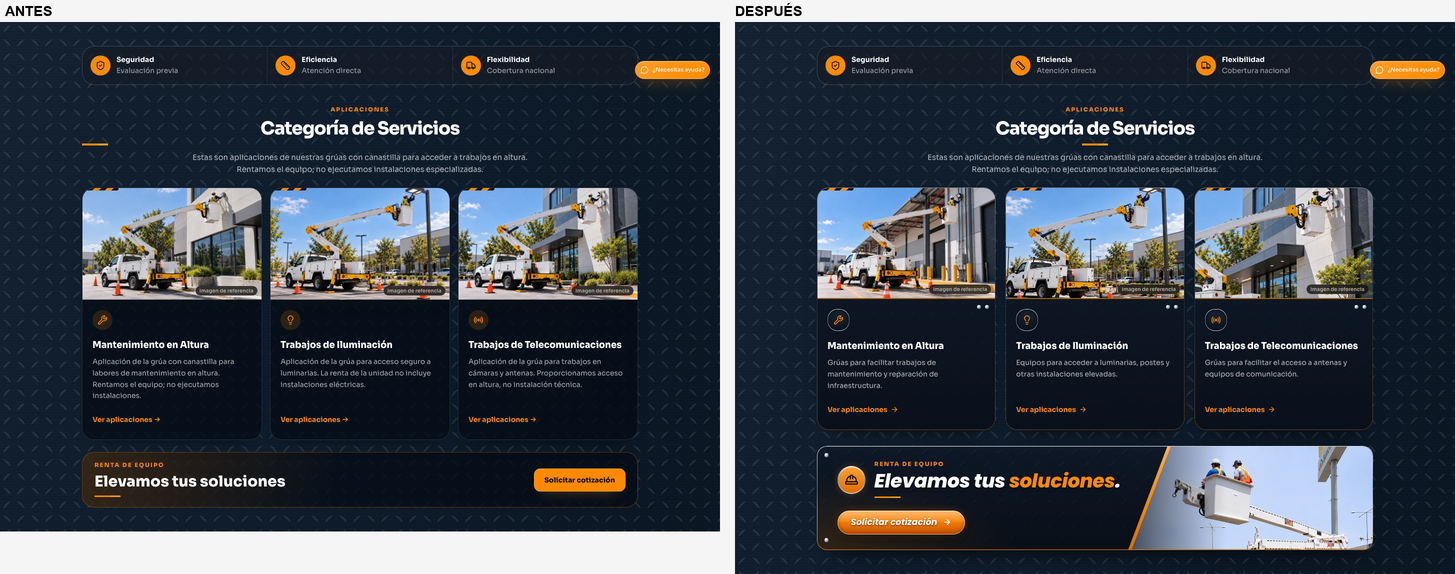 ANTES
Seguridad
Evaluación previa
Eficiencia
Atención directa
Flexibilidad
Cobertura nacional
¿Necesitas ayuda?
APLICACIONES
Categoría de Servicios
Estas son aplicaciones de nuestras grúas con canastilla para acceder a trabajos en altura.
Rentamos el equipo; no ejecutamos instalaciones especializadas.
Imagen de referencia
Mantenimiento en Altura
Aplicación de la grúa con canastilla para
labores de mantenimiento en altura.
Rentamos el equipo; no ejecutamos
instalaciones.
Ver aplicaciones →
Imagen de referencia
Trabajos de Iluminación
Aplicación de la grúa para acceso seguro a
luminarias. La renta de la unidad no incluye
instalaciones eléctricas.
Ver aplicaciones →
Imagen de referencia
Trabajos de Telecomunicaciones
Aplicación de la grúa para trabajos en
cámaras y antenas. Proporcionamos acceso
en altura, no instalación técnica.
Ver aplicaciones →
RENTA DE EQUIPO
Elevamos tus soluciones
Solicitar cotización
DESPUÉS
Seguridad
Evaluación previa
Eficiencia
Atención directa
Flexibilidad
Cobertura nacional
¿Necesitas ayuda?
APLICACIONES
Categoría de Servicios
Estas son aplicaciones de nuestras grúas con canastilla para acceder a trabajos en altura.
Rentamos el equipo; no ejecutamos instalaciones especializadas.
Imagen de referencia
Mantenimiento en Altura
Grúas para facilitar trabajos de
mantenimiento y reparación de
infraestructura.
Ver aplicaciones →
Imagen de referencia
Trabajos de Iluminación
Equipos para acceder a luminarias, postes y
otras instalaciones elevadas.
Ver aplicaciones →
Imagen de referencia
Trabajos de Telecomunicaciones
Grúas para facilitar el acceso a antenas y
equipos de comunicación.
Ver aplicaciones →
RENTA DE EQUIPO
Elevamos tus soluciones.
Solicitar cotización →